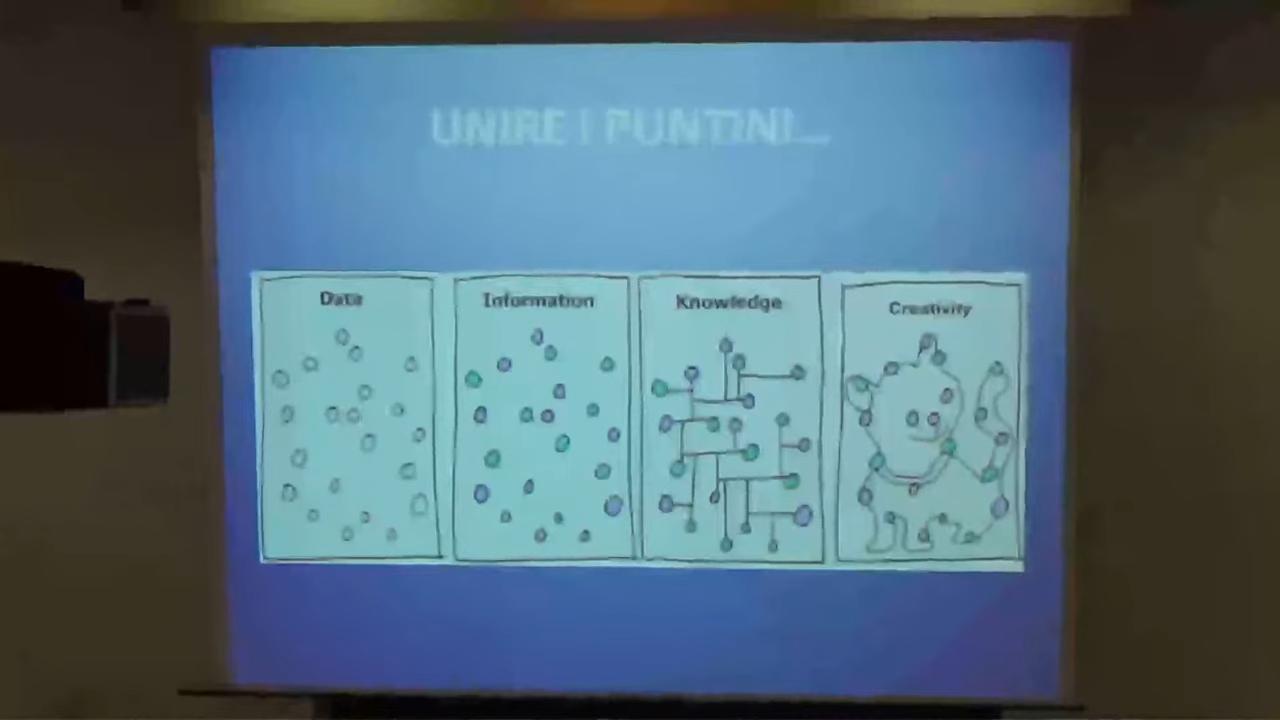 UNIRE I PUNTINI...
Data
Information
Knowledge
Creativity